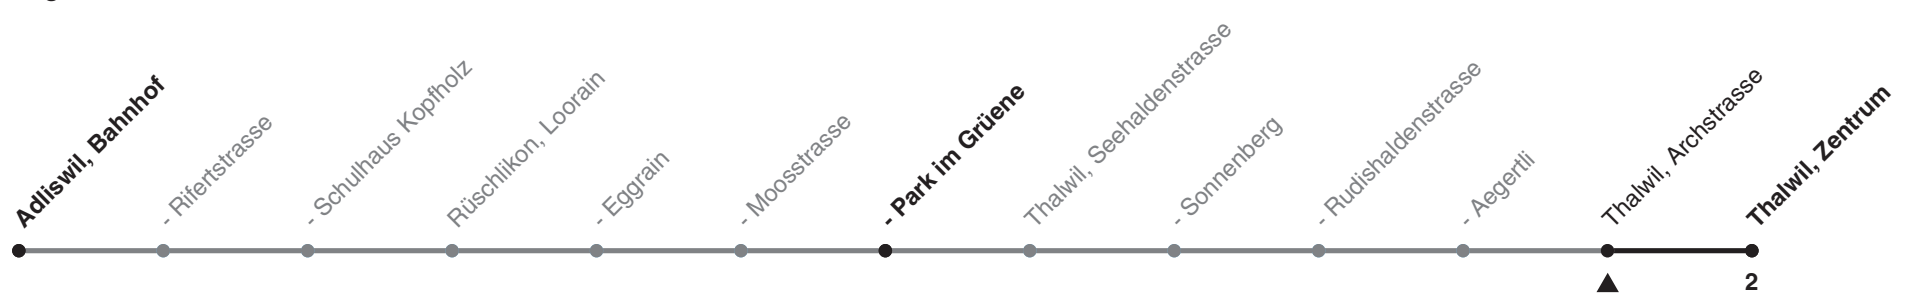 Adliswil, Bahnhof
- Rifertstrasse
- Schulhaus Kopfholz
Rüschlikon, Loorain
- Eggrain
- Moosstrasse
- Park im Grüene
Thalwil, Seehaldenstrasse
- Sonnenberg
- Rudishaldenstrasse
- Aegertli
Thalwil, Archstrasse
Thalwil, Zentrum
2